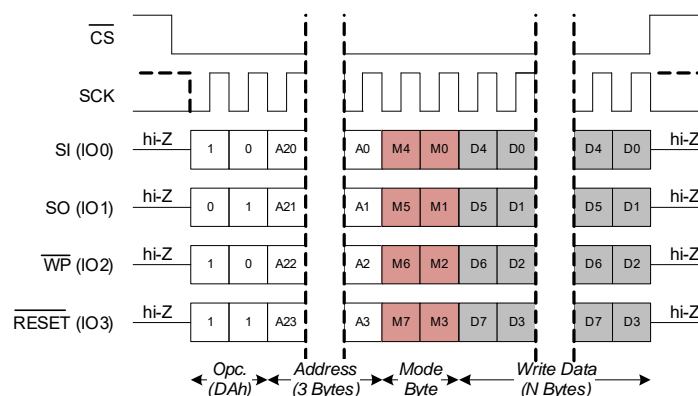 CS
SCK
SI (IO0) hi-Z 1 0 A20 A0 M4 M0 D4 D0 D4 D0 hi-Z
SO (IO1) hi-Z 0 1 A21 A1 M5 M1 D5 D1 D5 D1 hi-Z
WP (IO2) hi-Z 1 0 A22 A2 M6 M2 D6 D2 D6 D2 hi-Z
RESET (IO3) hi-Z 1 1 A23 A3 M7 M3 D7 D3 D7 D3 hi-Z
Opc. Address Mode Write Data
(DAh) (3 Bytes) Byte (N Bytes)